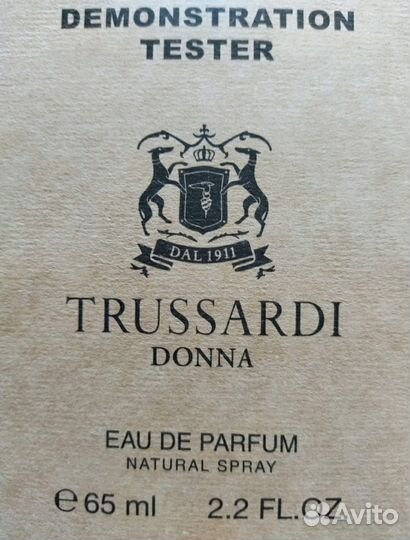 DEMONSTRATION
TESTER
DAL 1911
TRUSSARDI
DONNA
EAU DE PARFUM
NATURAL SPRAY
℮ 65 ml 2.2 FL.OZ.
Avito